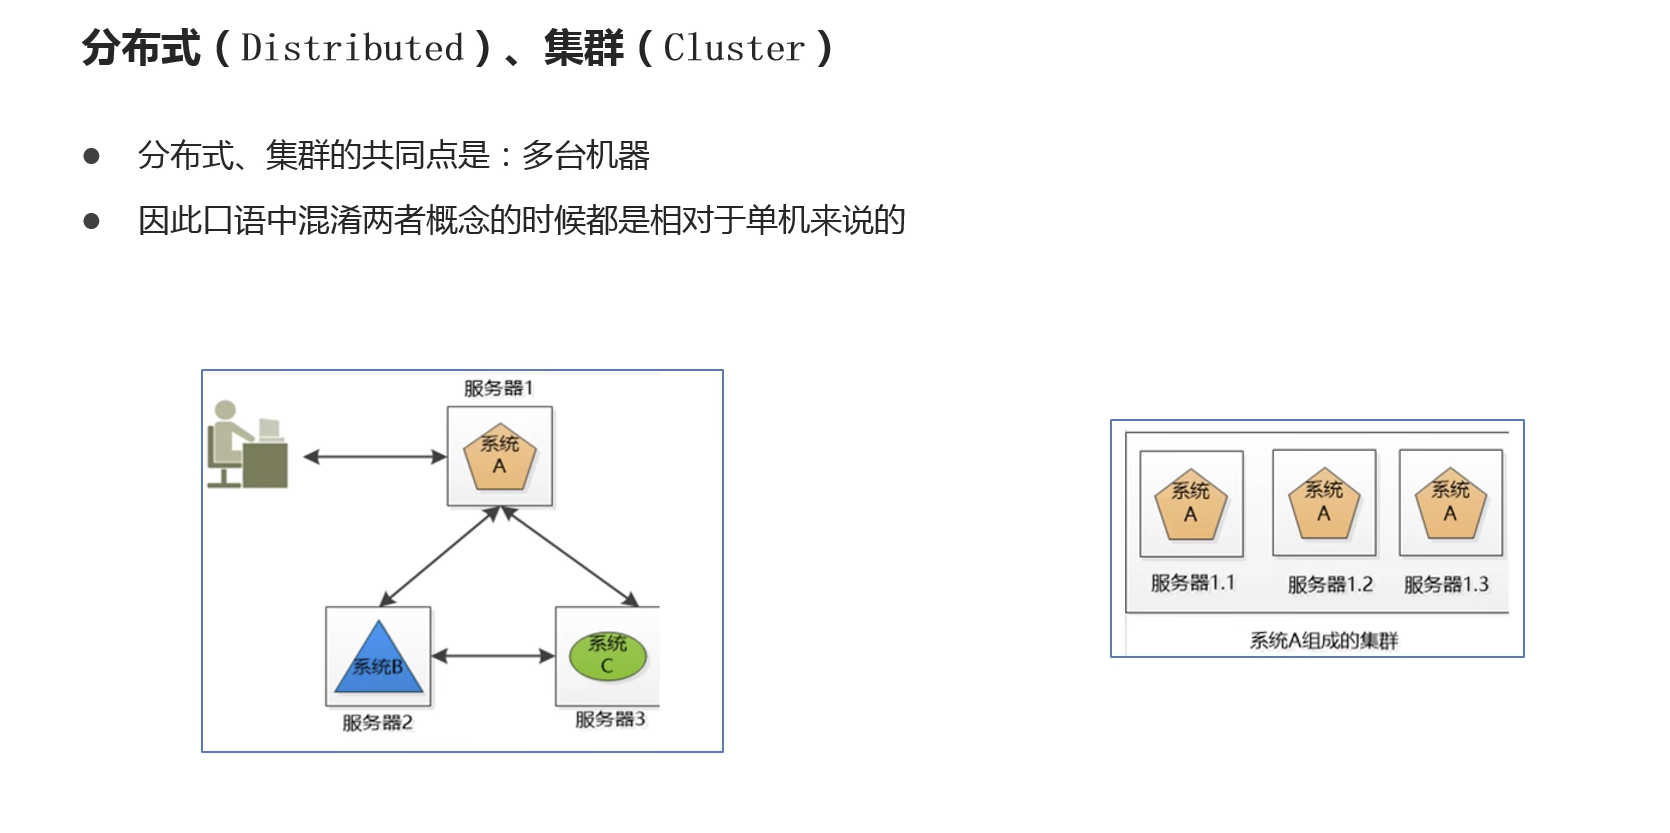 分布式（Distributed）、集群（Cluster）
分布式、集群的共同点是：多台机器
因此口语中混淆两者概念的时候都是相对于单机来说的
服务器1
系统
A
系统B
服务器2
系统
C
服务器3
系统
A
服务器1.1
系统
A
服务器1.2
系统
A
服务器1.3
系统A组成的集群